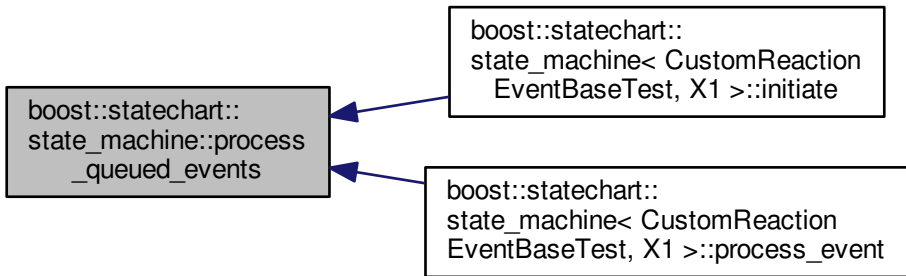 boost::statechart::
state_machine::process
_queued_events
boost::statechart::
state_machine< CustomReaction
EventBaseTest, X1 >::initiate
boost::statechart::
state_machine< CustomReaction
EventBaseTest, X1 >::process_event